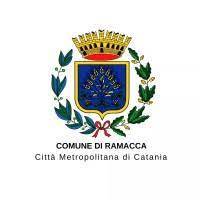 COMUNE DI RAMACCA
Città Metropolitana di Catania